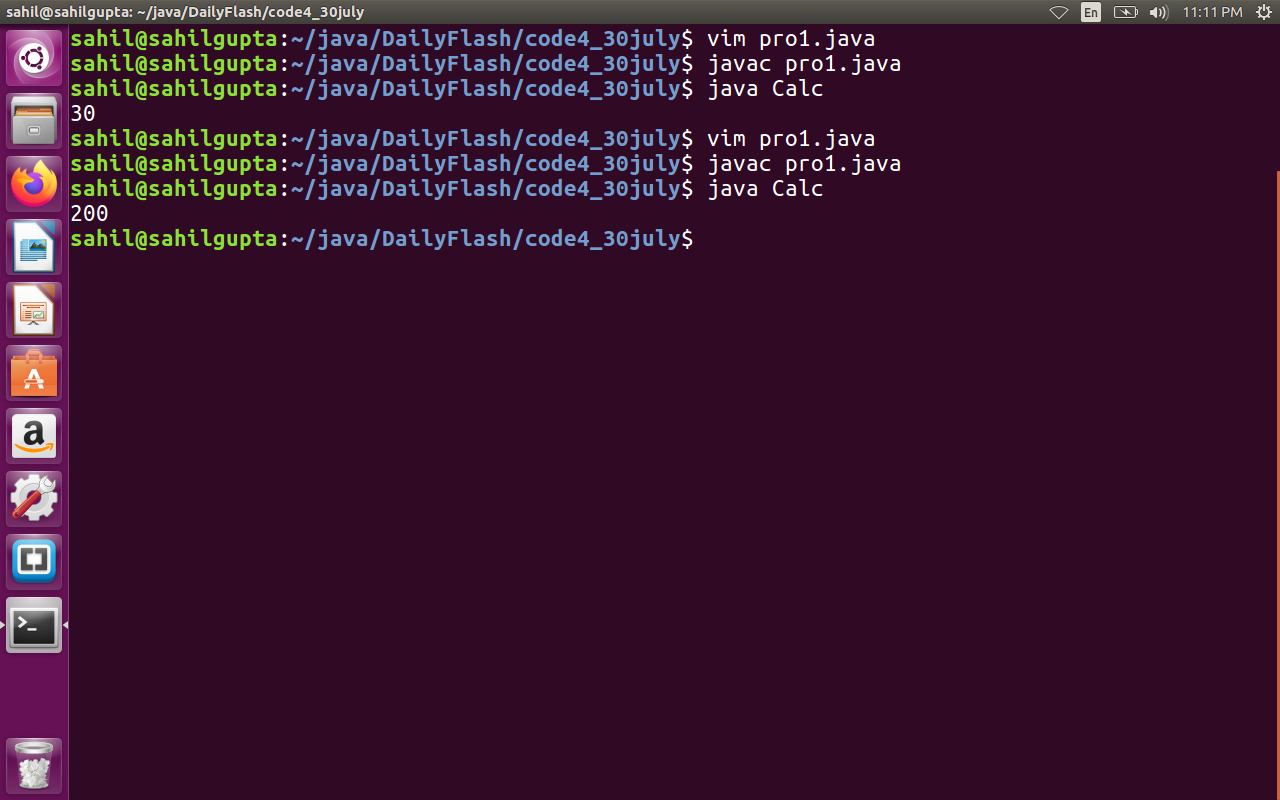 sahil@sahilgupta: ~/java/DailyFlash/code4_30july En 11:11 PM
sahil@sahilgupta:~/java/DailyFlash/code4_30july$ vim pro1.java
sahil@sahilgupta:~/java/DailyFlash/code4_30july$ javac pro1.java
sahil@sahilgupta:~/java/DailyFlash/code4_30july$ java Calc
30
sahil@sahilgupta:~/java/DailyFlash/code4_30july$ vim pro1.java
sahil@sahilgupta:~/java/DailyFlash/code4_30july$ javac pro1.java
sahil@sahilgupta:~/java/DailyFlash/code4_30july$ java Calc
200
sahil@sahilgupta:~/java/DailyFlash/code4_30july$